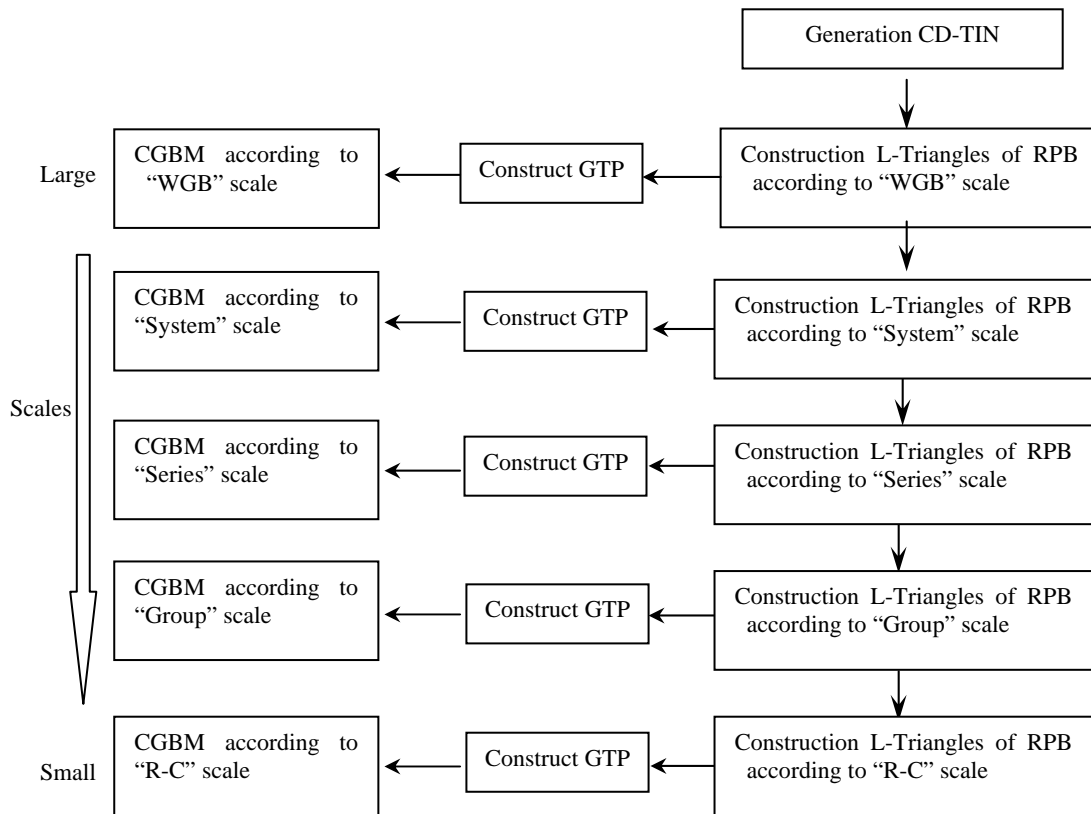 Generation CD-TIN
Large
CGBM according to
“WGB” scale
Construct GTP
Construction L-Triangles of RPB
according to “WGB” scale
CGBM according to
“System” scale
Construct GTP
Construction L-Triangles of RPB
according to “System” scale
Scales
CGBM according to
“Series” scale
Construct GTP
Construction L-Triangles of RPB
according to “Series” scale
CGBM according to
“Group” scale
Construct GTP
Construction L-Triangles of RPB
according to “Group” scale
Small
CGBM according to
“R-C” scale
Construct GTP
Construction L-Triangles of RPB
according to “R-C” scale